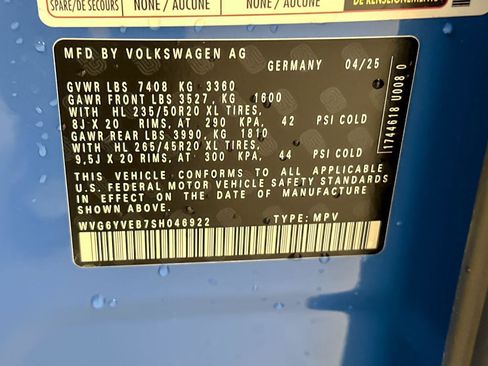 NONE / AUCUNE
NONE / AUCUNE
SPARE/DE SECOURS
RENSEIGNEMENTS
MFD BY VOLKSWAGEN AG
GERMANY 04/25
GVWR LBS 7408 KG 3360
GAWR FRONT LBS 3527, KG 1600
WITH HL 235/50R20 XL TIRES,
8J X 20 RIMS, AT 290 KPA, 42 PSI COLD
GAWR REAR LBS 3990, KG 1810
WITH HL 265/45R20 XL TIRES,
9,5J X 20 RIMS, AT 300 KPA, 44 PSI COLD
THIS VEHICLE CONFORMS TO ALL APPLICABLE
U.S. FEDERAL MOTOR VEHICLE SAFETY STANDARDS
IN EFFECT ON THE DATE OF MANUFACTURE
SHOWN ABOVE.
WVG6YVEB7SH046922 TYPE: MPV
1744618 U008 0